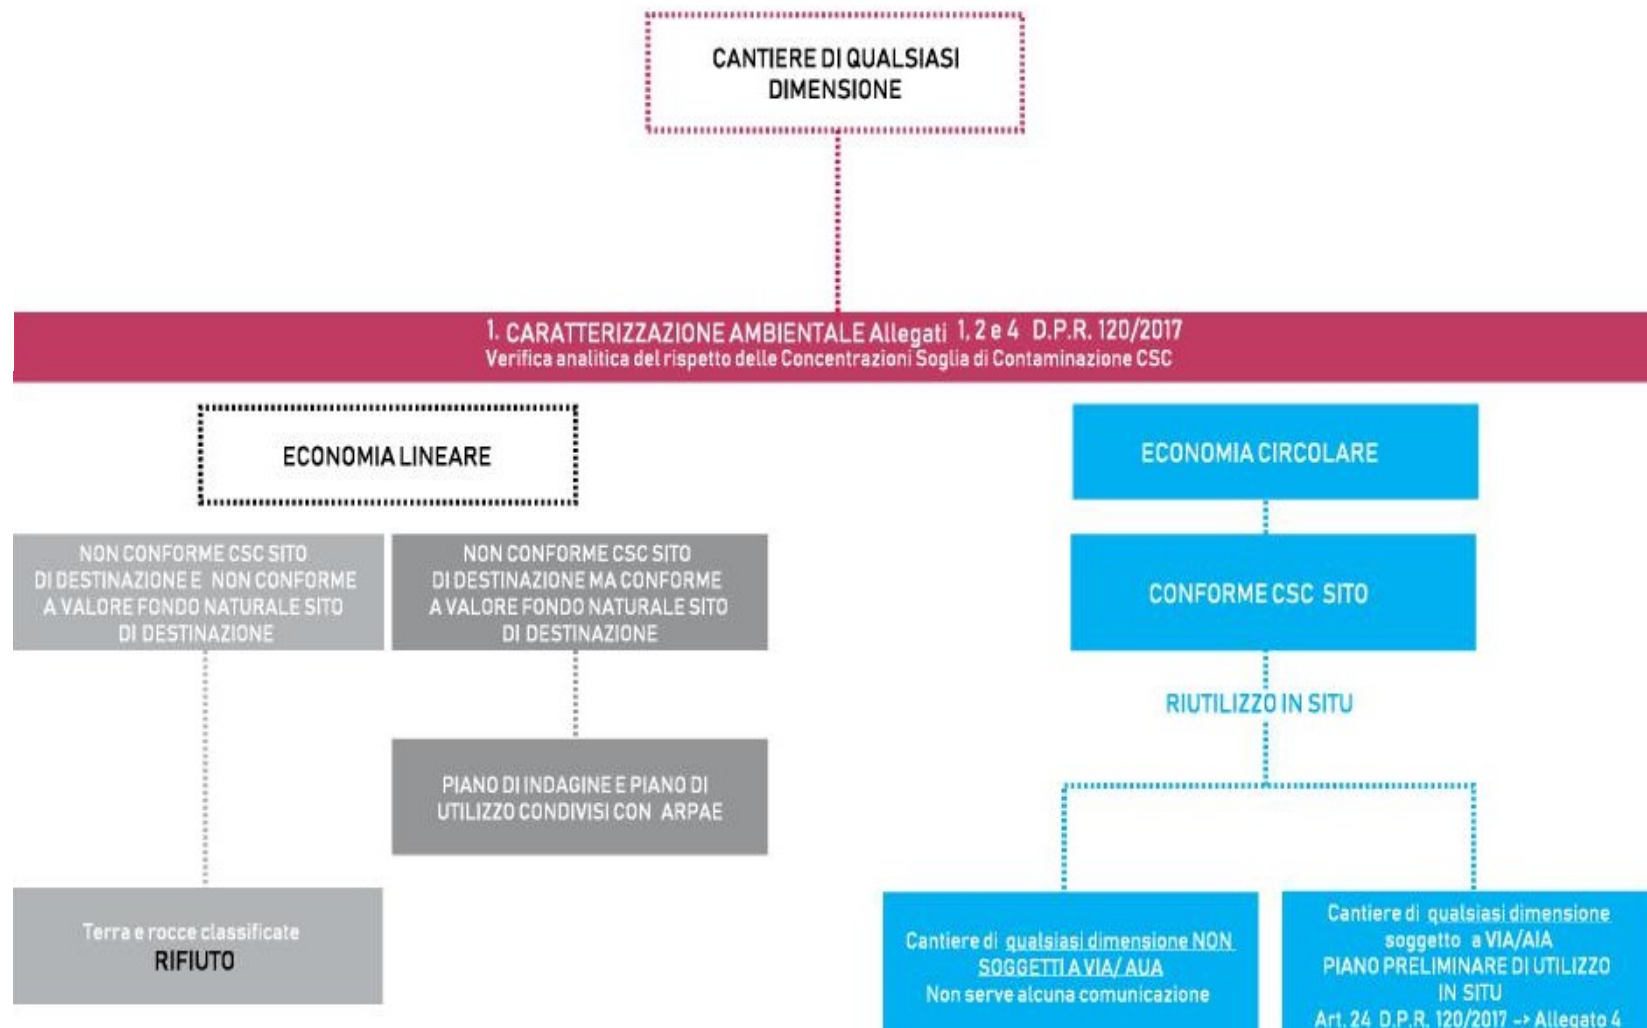 CANTIERE DI QUALSIASI
DIMENSIONE
1. CARATTERIZZAZIONE AMBIENTALE Allegati 1, 2 e 4 D.P.R. 120/2017
Verifica analitica del rispetto delle Concentrazioni Soglia di Contaminazione CSC
ECONOMIA LINEARE
ECONOMIA CIRCOLARE
NON CONFORME CSC SITO
DI DESTINAZIONE E NON CONFORME
A VALORE FONDO NATURALE SITO
DI DESTINAZIONE
NON CONFORME CSC SITO
DI DESTINAZIONE MA CONFORME
A VALORE FONDO NATURALE SITO
DI DESTINAZIONE
CONFORME CSC SITO
RIUTILIZZO IN SITU
PIANO DI INDAGINE E PIANO DI
UTILIZZO CONDIVISI CON ARPAE
Terra e rocce classificate
RIFIUTO
Cantiere di qualsiasi dimensione NON
SOGGETTI A VIA/ AUA
Non serve alcuna comunicazione
Cantiere di qualsiasi dimensione
soggetto a VIA/AIA
PIANO PRELIMINARE DI UTILIZZO
IN SITU
Art. 24 D.P.R. 120/2017 -> Allegato 4